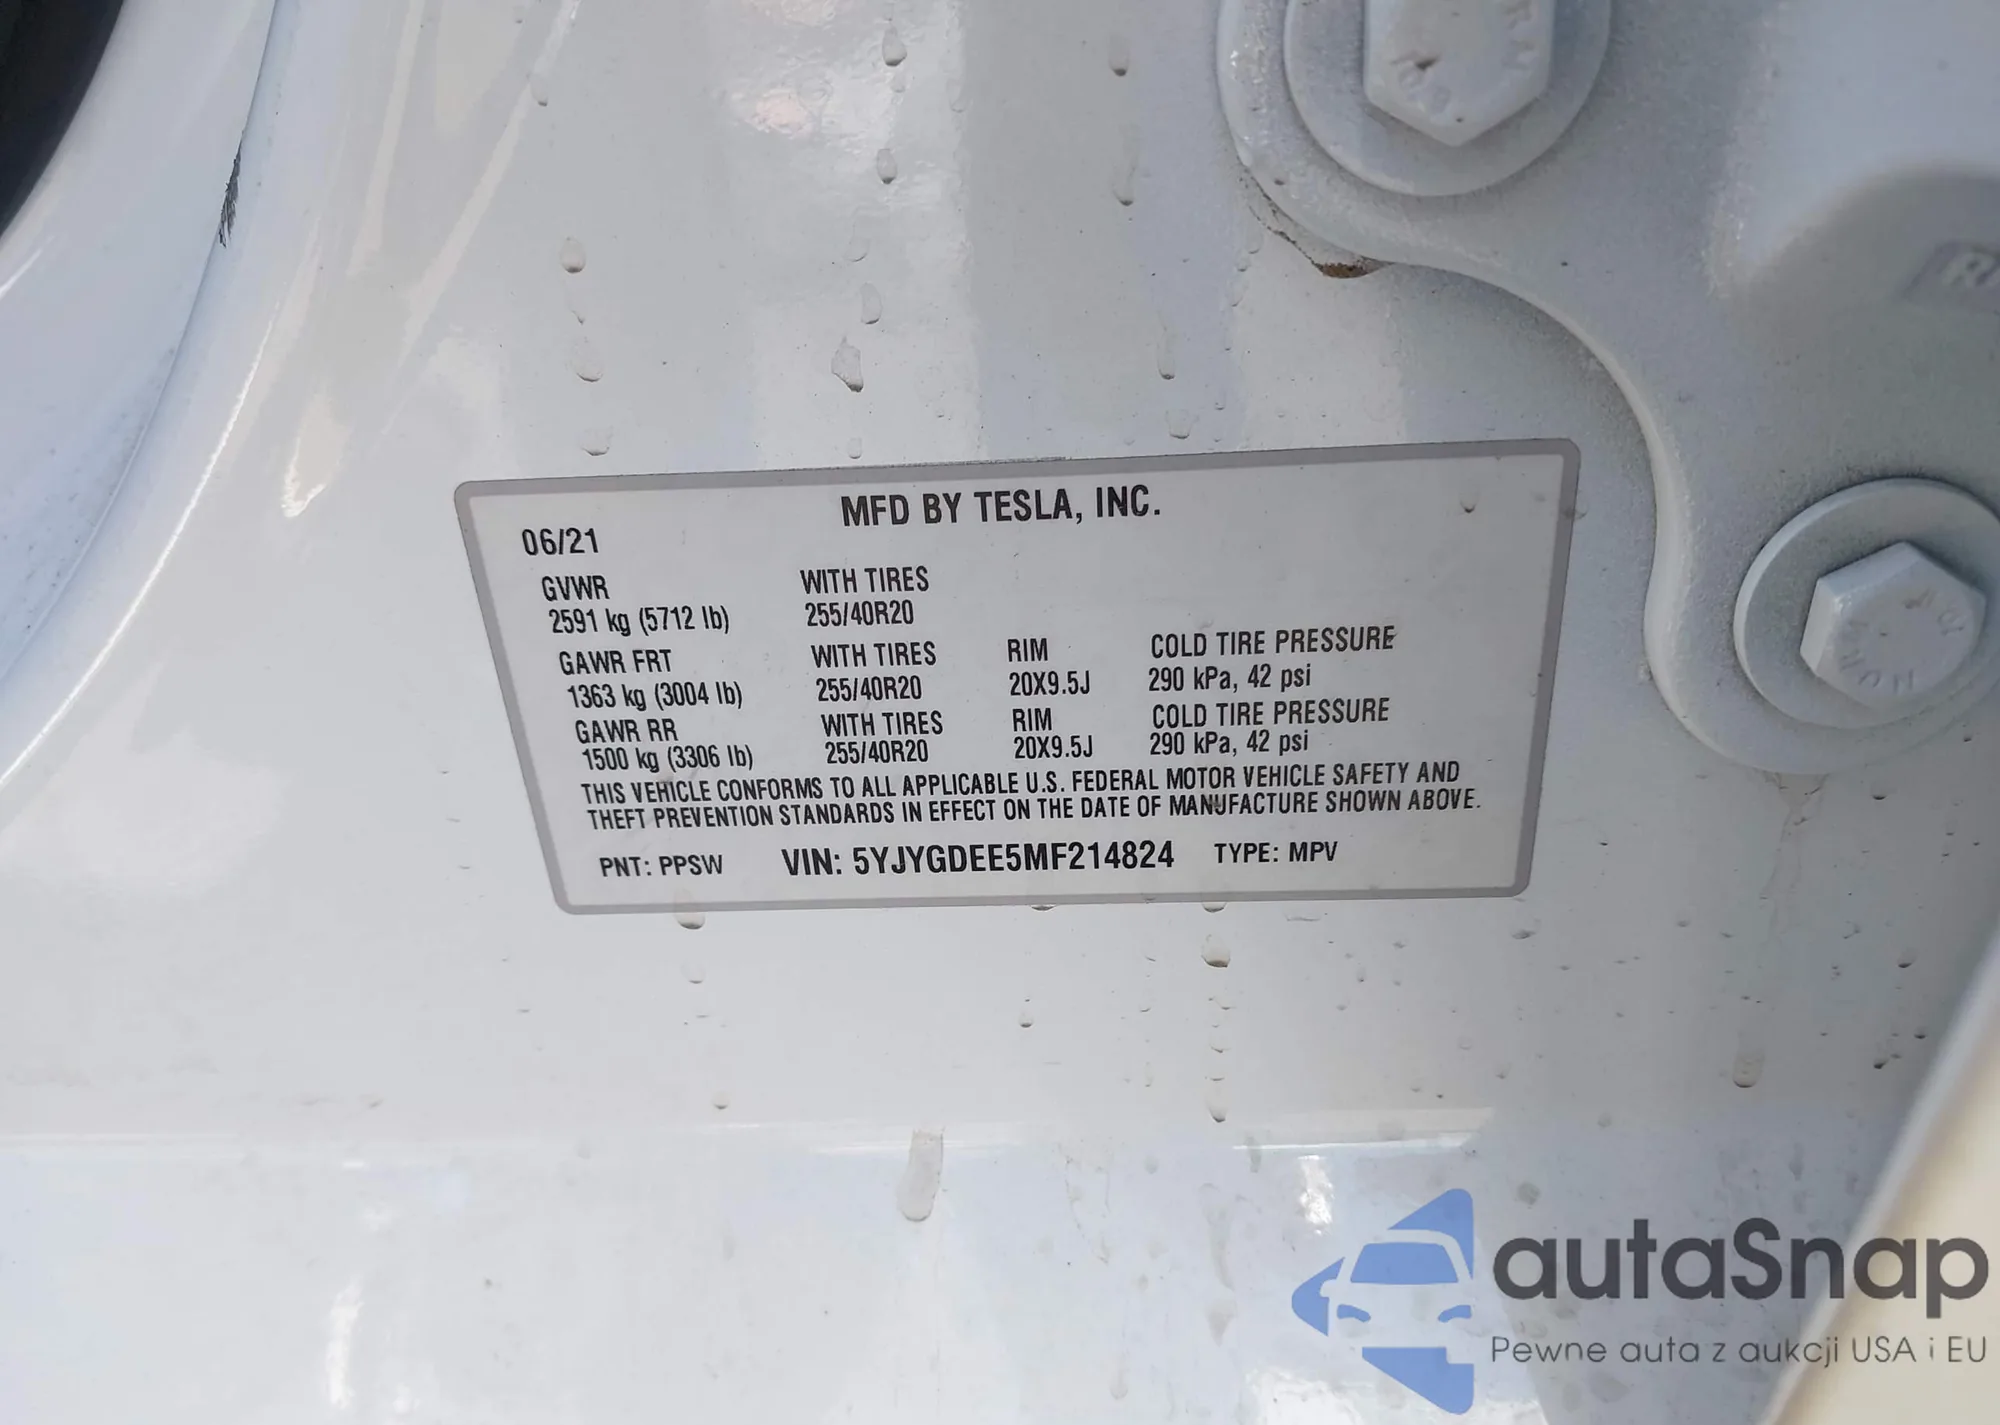 MFD BY TESLA, INC.
06/21
GVWR WITH TIRES
2591 kg (5712 lb) 255/40R20
GAWR FRT WITH TIRES RIM COLD TIRE PRESSURE
1363 kg (3004 lb) 255/40R20 20X9.5J 290 kPa, 42 psi
GAWR RR WITH TIRES RIM COLD TIRE PRESSURE
1500 kg (3306 lb) 255/40R20 20X9.5J 290 kPa, 42 psi
THIS VEHICLE CONFORMS TO ALL APPLICABLE U.S. FEDERAL MOTOR VEHICLE SAFETY AND
THEFT PREVENTION STANDARDS IN EFFECT ON THE DATE OF MANUFACTURE SHOWN ABOVE.
PNT: PPSW VIN: 5YJYGDEE5MF214824 TYPE: MPV
autaSnap
Pewne auta z aukcji USA i EU